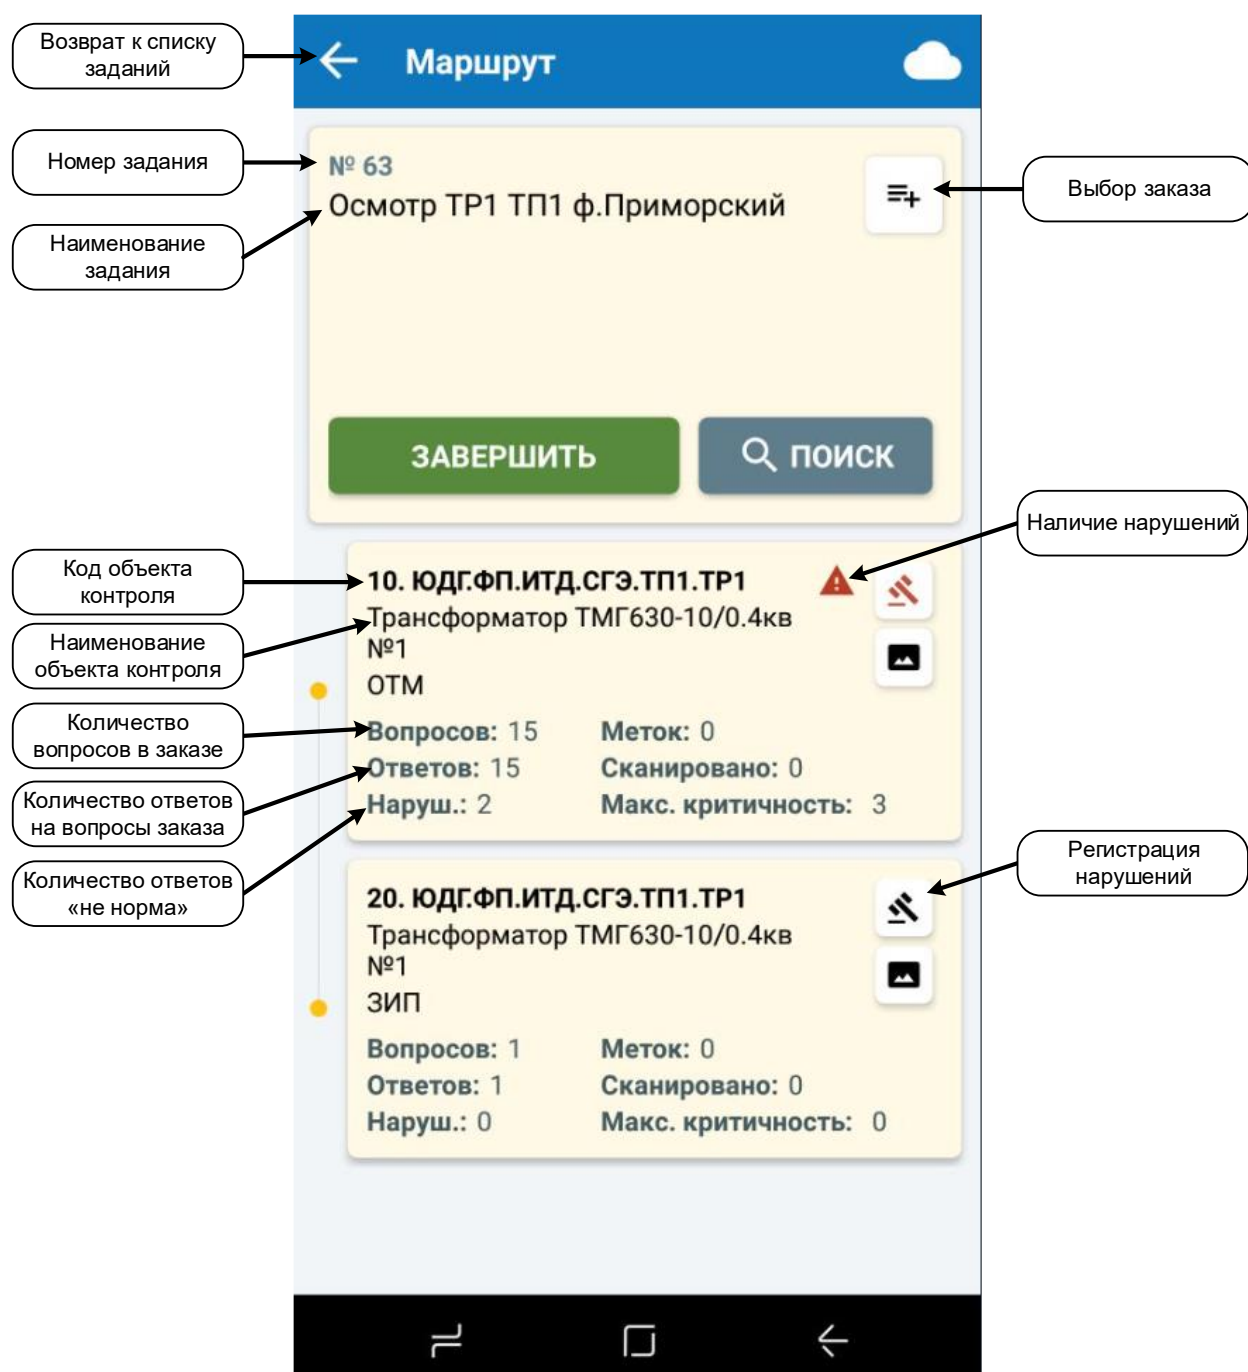 Возврат к списку
заданий
Маршрут
Номер задания
№ 63
Осмотр ТР1 ТП1 ф.Приморский
Выбор заказа
Наименование
задания
ЗАВЕРШИТЬ
ПОИСК
Наличие нарушений
Код объекта
контроля
10. ЮДГ.ФП.ИТД.СГЭ.ТП1.ТР1
Наименование
объекта контроля
Трансформатор ТМГ630-10/0.4кв
№1
ОТМ
Количество
вопросов в заказе
Вопросов: 15 Меток: 0
Количество ответов
на вопросы заказа
Ответов: 15 Сканировано: 0
Наруш.: 2 Макс. критичность: 3
Количество ответов
«не норма»
Регистрация
нарушений
20. ЮДГ.ФП.ИТД.СГЭ.ТП1.ТР1
Трансформатор ТМГ630-10/0.4кв
№1
ЗИП
Вопросов: 1 Меток: 0
Ответов: 1 Сканировано: 0
Наруш.: 0 Макс. критичность: 0